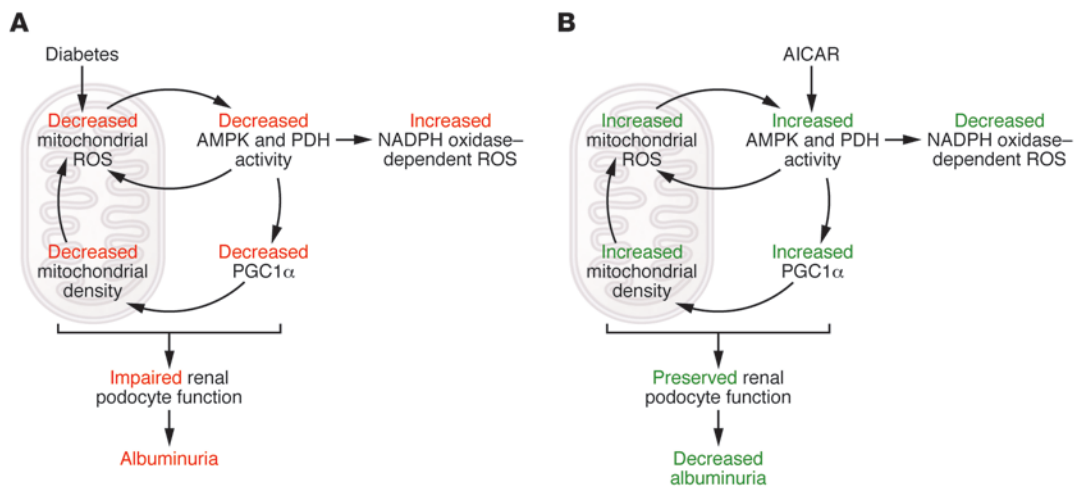 A
Diabetes
Decreased
mitochondrial
ROS
Decreased
AMPK and PDH
activity
Increased
NADPH oxidase–
dependent ROS
Decreased
mitochondrial
density
Decreased
PGC1α
Impaired renal
podocyte function
Albuminuria
B
AICAR
Increased
mitochondrial
ROS
Increased
AMPK and PDH
activity
Decreased
NADPH oxidase–
dependent ROS
Increased
mitochondrial
density
Increased
PGC1α
Preserved renal
podocyte function
Decreased
albuminuria